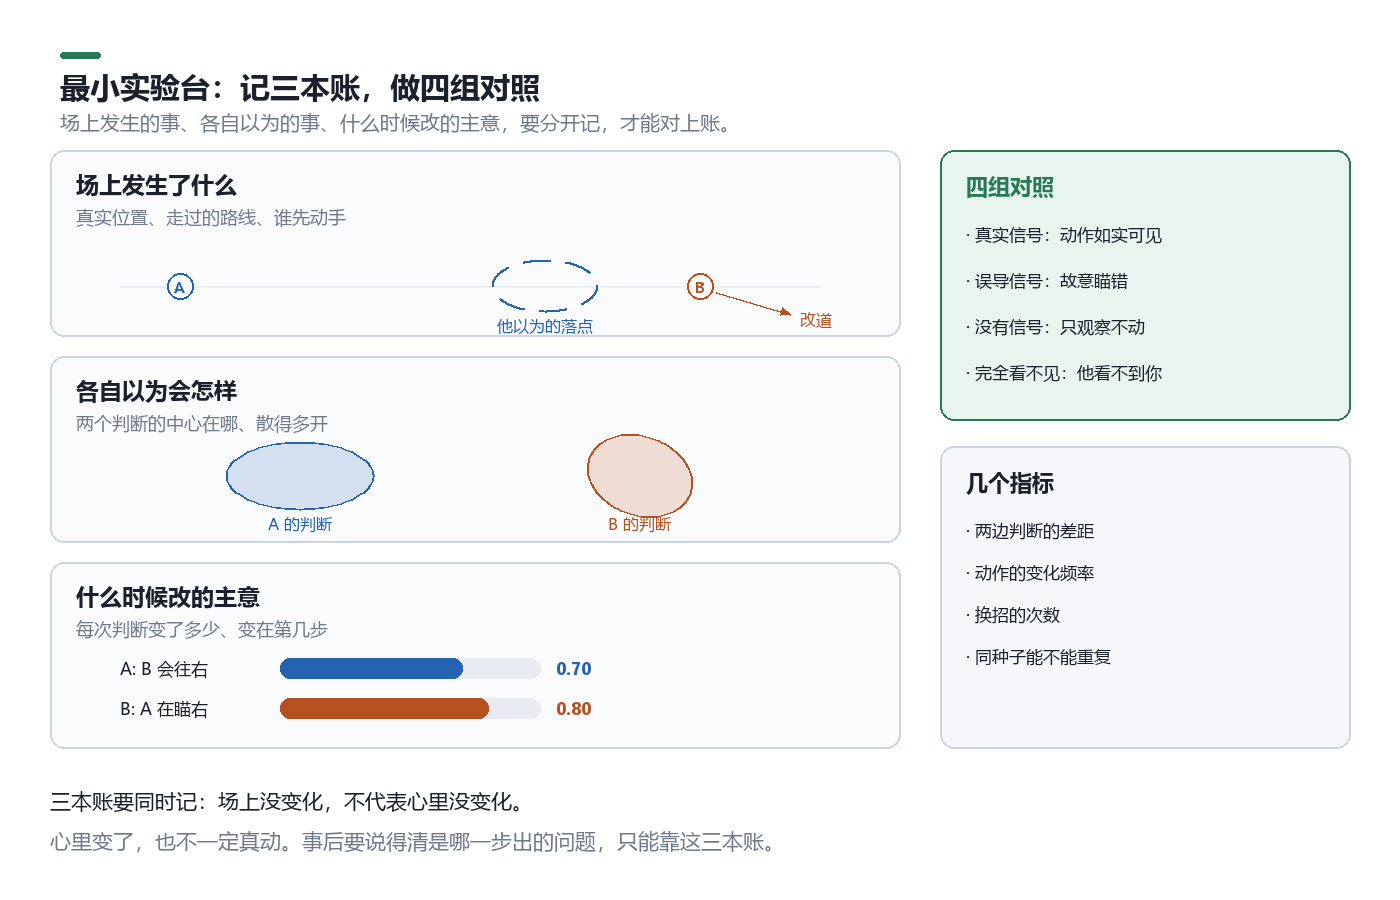 最小实验台：记三本账，做四组对照
场上发生的事、各自以为的事、什么时候改的主意，要分开记，才能对上账。
场上发生了什么
真实位置、走过的路线、谁先动手
A
B
改道
他以为的落点
各自以为会怎样
两个判断的中心在哪、散得多开
A 的判断
B 的判断
什么时候改的主意
每次判断变了多少、变在第几步
A: B 会往右
0.70
B: A 在瞄右
0.80
四组对照
· 真实信号：动作如实可见
· 误导信号：故意瞄错
· 没有信号：只观察不动
· 完全看不见：他看不到你
几个指标
· 两边判断的差距
· 动作的变化频率
· 换招的次数
· 同种子能不能重复
三本账要同时记：场上没变化，不代表心里没变化。
心里变了，也不一定真动。事后要说得清是哪一步出的问题，只能靠这三本账。